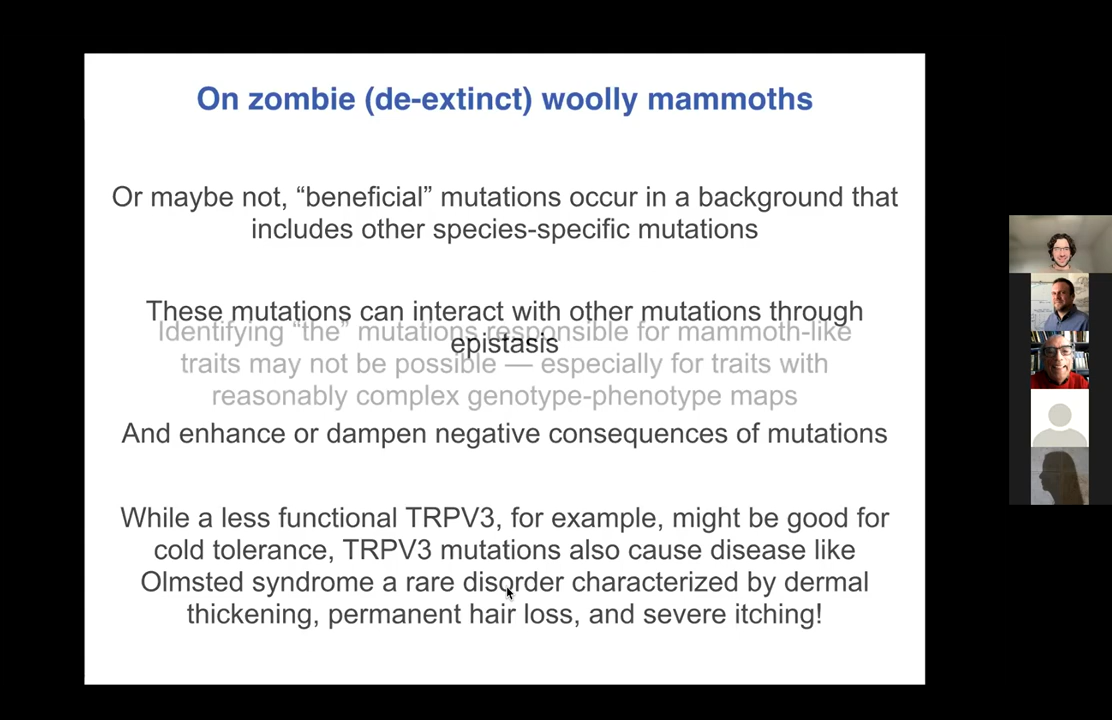 On zombie (de-extinct) woolly mammoths
Or maybe not, “beneficial” mutations occur in a background that
includes other species-specific mutations
These mutations can interact with other mutations through
epistasis
Identifying “the” mutations responsible for mammoth-like
traits may not be possible — especially for traits with
reasonably complex genotype-phenotype maps
And enhance or dampen negative consequences of mutations
While a less functional TRPV3, for example, might be good for
cold tolerance, TRPV3 mutations also cause disease like
Olmsted syndrome a rare disorder characterized by dermal
thickening, permanent hair loss, and severe itching!